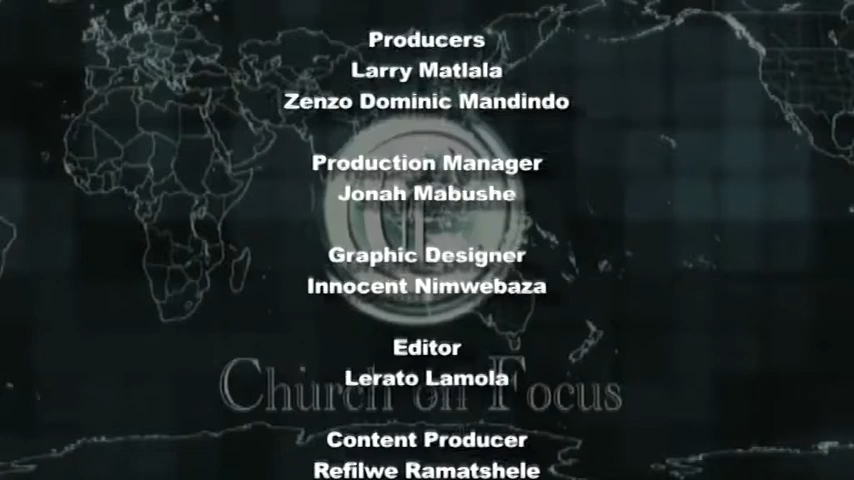 Producers
Larry Matlala
Zenzo Dominic Mandindo
Production Manager
Jonah Mabushe
Graphic Designer
Innocent Nimwebaza
Editor
Church on Focus
Lerato Lamola
Content Producer
Refilwe Ramatshele